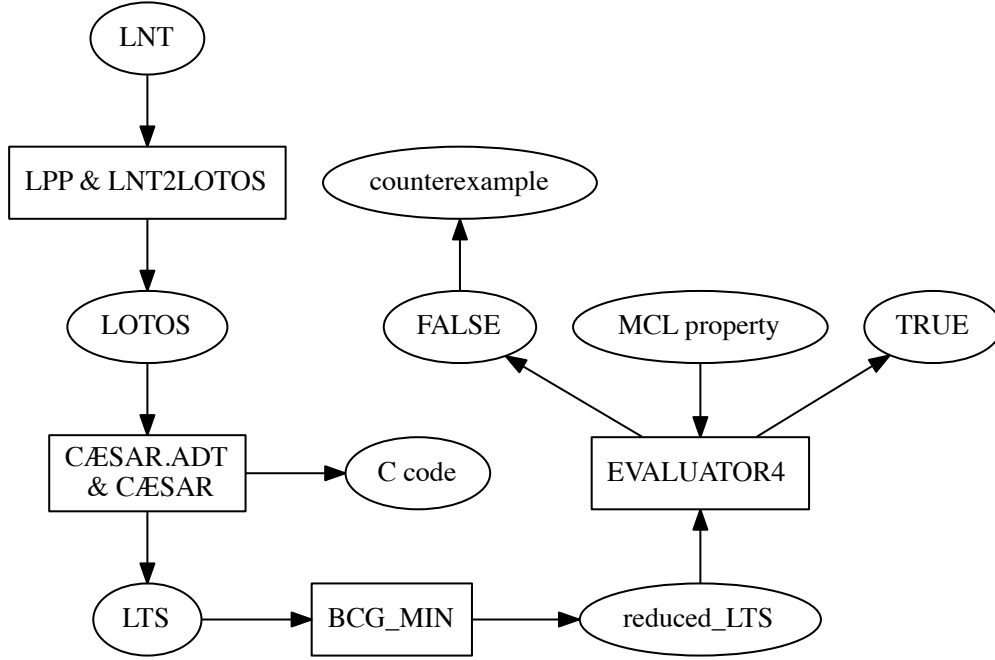 LNT
LPP & LNT2LOTOS
counterexample
LOTOS
FALSE
MCL property
TRUE
CÆSAR.ADT
& CÆSAR
C code
EVALUATOR4
LTS
BCG_MIN
reduced_LTS